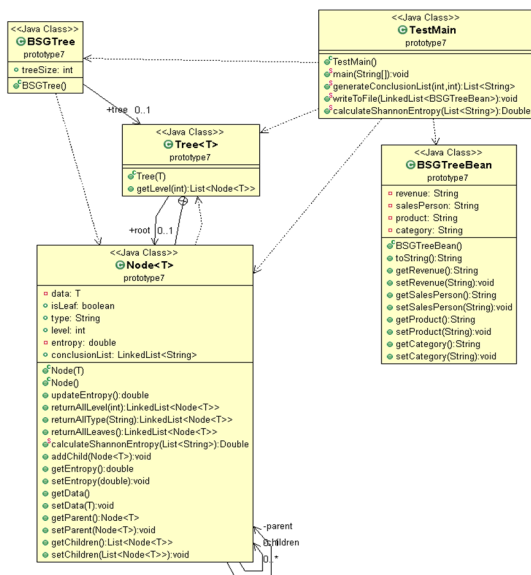 <<Java Class>>
BSGTree
prototype7
treeSize: int
BSGTree()
<<Java Class>>
TestMain
prototype7
TestMain()
main(String[]):void
generateConclusionList(int,int):List<String>
writeToFile(LinkedList<BSGTreeBean>):void
calculateShannonEntropy(List<String>):Double
+tree 0..1
<<Java Class>>
Tree<T>
prototype7
Tree(T)
getLevel(int):List<Node<T>>
<<Java Class>>
BSGTreeBean
prototype7
revenue: String
salesPerson: String
product: String
category: String
BSGTreeBean()
toString():String
getRevenue():String
setRevenue(String):void
getSalesPerson():String
setSalesPerson(String):void
getProduct():String
setProduct(String):void
getCategory():String
setCategory(String):void
+root 0..1
<<Java Class>>
Node<T>
prototype7
data: T
isLeaf: boolean
type: String
level: int
entropy: double
conclusionList: LinkedList<String>
Node(T)
Node()
updateEntropy():double
returnAllLevel(int):LinkedList<Node<T>>
returnAllType(String):LinkedList<Node<T>>
returnAllLeaves():LinkedList<Node<T>>
calculateShannonEntropy(List<String>):Double
addChild(Node<T>):void
getEntropy():double
setEntropy(double):void
getData()
setData(T):void
getParent():Node<T>
setParent(Node<T>):void
getChildren():List<Node<T>>
setChildren(List<Node<T>>):void
-parent
0..*